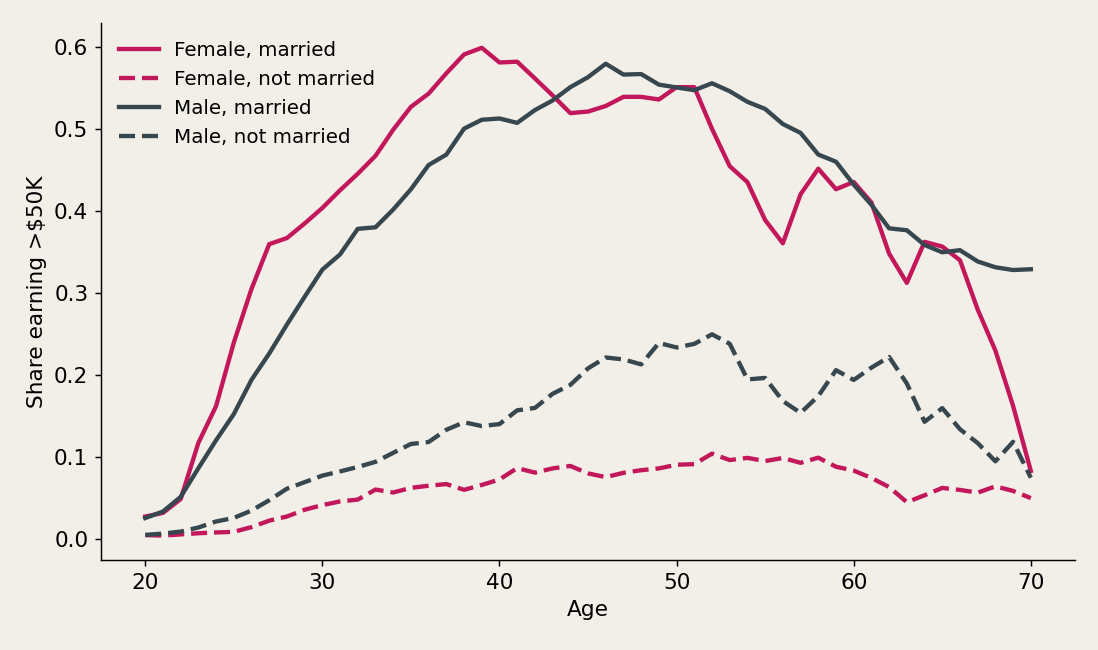 Female, married
Female, not married
Male, married
Male, not married
Share earning >$50K
0.6
0.5
0.4
0.3
0.2
0.1
0.0
20 30 40 50 60 70
Age